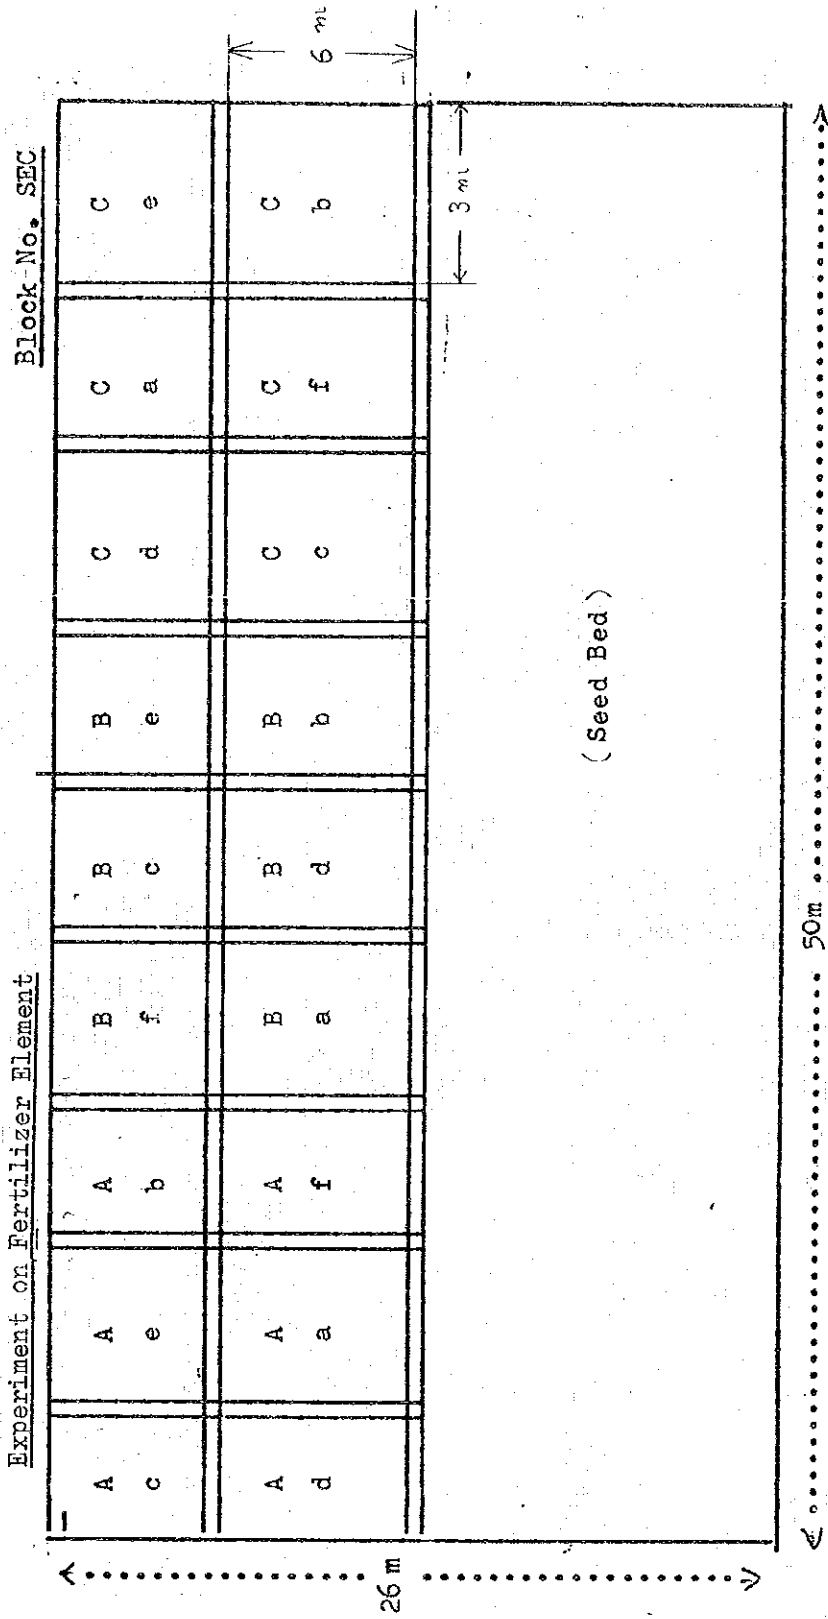 Experiment on Fertilizer Element
Block No. SEC
A A A B B B C C C
c e b f c e d a e
A A A B B B C C C
d a f a d b c f b
6 m
3 m
(Seed Bed)
26 m
50m